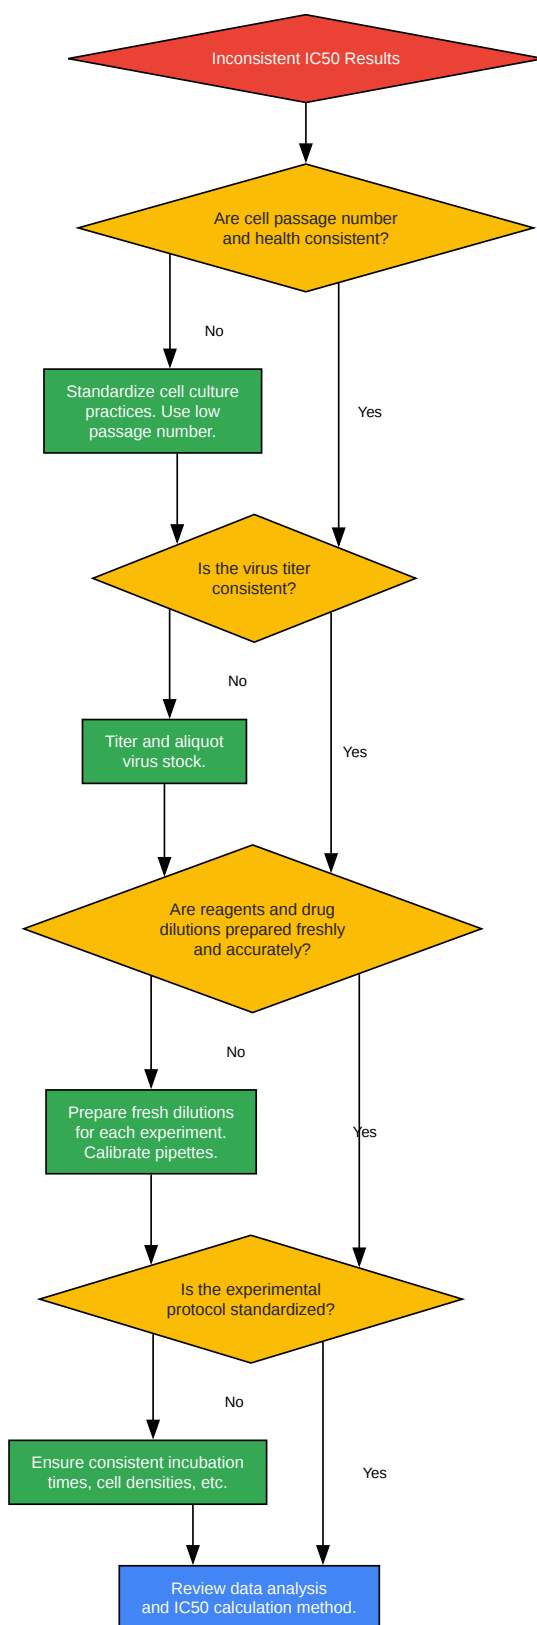 Inconsistent IC50 Results
Are cell passage number
and health consistent?
No
Standardize cell culture
practices. Use low
passage number.
Yes
Is the virus titer
consistent?
No
Titer and aliquot
virus stock.
Yes
Are reagents and drug
dilutions prepared freshly
and accurately?
No
Prepare fresh dilutions
for each experiment.
Calibrate pipettes.
Yes
Is the experimental
protocol standardized?
No
Ensure consistent incubation
times, cell densities, etc.
Yes
Review data analysis
and IC50 calculation method.